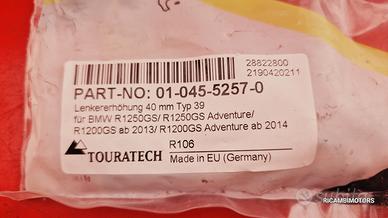 28822800
2190420211
PART-NO: 01-045-5257-0
Lenkererhöhung 40 mm Typ 39
für BMW R1250GS/ R1250GS Adventure/
R1200GS ab 2013/ R1200GS Adventure ab 2014
R106
TOURATECH
Made in EU (Germany)
subito
RICAMBIMOTORS